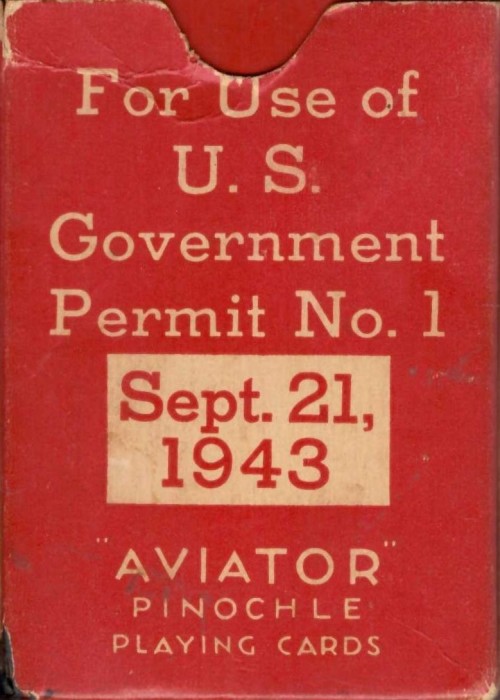 For Use of
U. S.
Government
Permit No. 1
Sept. 21,
1943
"AVIATOR"
PINOCHLE
PLAYING CARDS